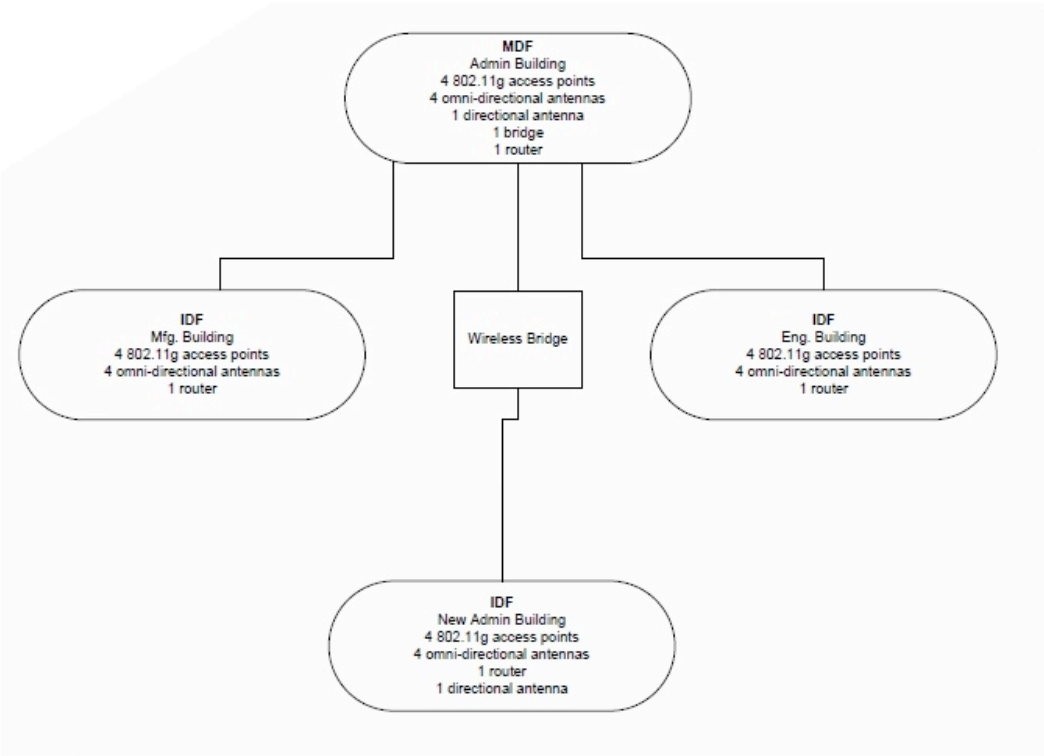 MDF
Admin Building
4 802.11g access points
4 omni-directional antennas
1 directional antenna
1 bridge
1 router
IDF
Mfg. Building
4 802.11g access points
4 omni-directional antennas
1 router
Wireless Bridge
IDF
Eng. Building
4 802.11g access points
4 omni-directional antennas
1 router
IDF
New Admin Building
4 802.11g access points
4 omni-directional antennas
1 router
1 directional antenna